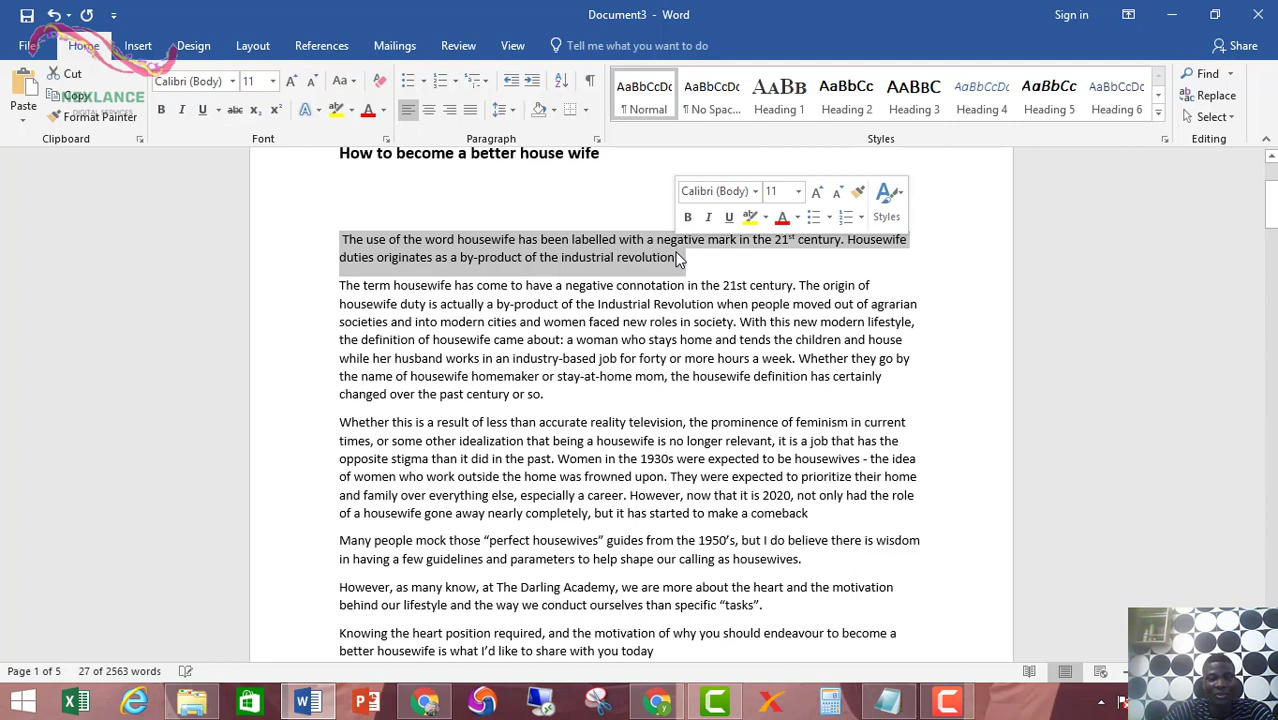 Document3 - Word
Sign in
File
Home
Insert
Design
Layout
References
Mailings
Review
View
Tell me what you want to do
Share
Paste
Cut
Copy
Format Painter
NEXLANCE
DIGITAL SERVICES
Clipboard
Calibri (Body)
11
Aa
B I U abc x₂ x²
Font
Paragraph
AaBbCcDc
¶ Normal
AaBbCcDc
¶ No Spac...
AABB
Heading 1
AaBbCc
Heading 2
AABBC
Heading 3
AaBbCcDc
Heading 4
AaBbCc
Heading 5
AaBbCcDc
Heading 6
Styles
Find
Replace
Select
Editing
How to become a better house wife
Calibri (Body)
11
B I U
Styles
The use of the word housewife has been labelled with a negative mark in the 21st century. Housewife
duties originates as a by-product of the industrial revolution
The term housewife has come to have a negative connotation in the 21st century. The origin of
housewife duty is actually a by-product of the Industrial Revolution when people moved out of agrarian
societies and into modern cities and women faced new roles in society. With this new modern lifestyle,
the definition of housewife came about: a woman who stays home and tends the children and house
while her husband works in an industry-based job for forty or more hours a week. Whether they go by
the name of housewife homemaker or stay-at-home mom, the housewife definition has certainly
changed over the past century or so.
Whether this is a result of less than accurate reality television, the prominence of feminism in current
times, or some other idealization that being a housewife is no longer relevant, it is a job that has the
opposite stigma than it did in the past. Women in the 1930s were expected to be housewives - the idea
of women who work outside the home was frowned upon. They were expected to prioritize their home
and family over everything else, especially a career. However, now that it is 2020, not only had the role
of a housewife gone away nearly completely, but it has started to make a comeback
Many people mock those “perfect housewives” guides from the 1950’s, but I do believe there is wisdom
in having a few guidelines and parameters to help shape our calling as housewives.
However, as many know, at The Darling Academy, we are more about the heart and the motivation
behind our lifestyle and the way we conduct ourselves than specific “tasks”.
Knowing the heart position required, and the motivation of why you should endeavour to become a
better housewife is what I’d like to share with you today
Page 1 of 5
27 of 2563 words